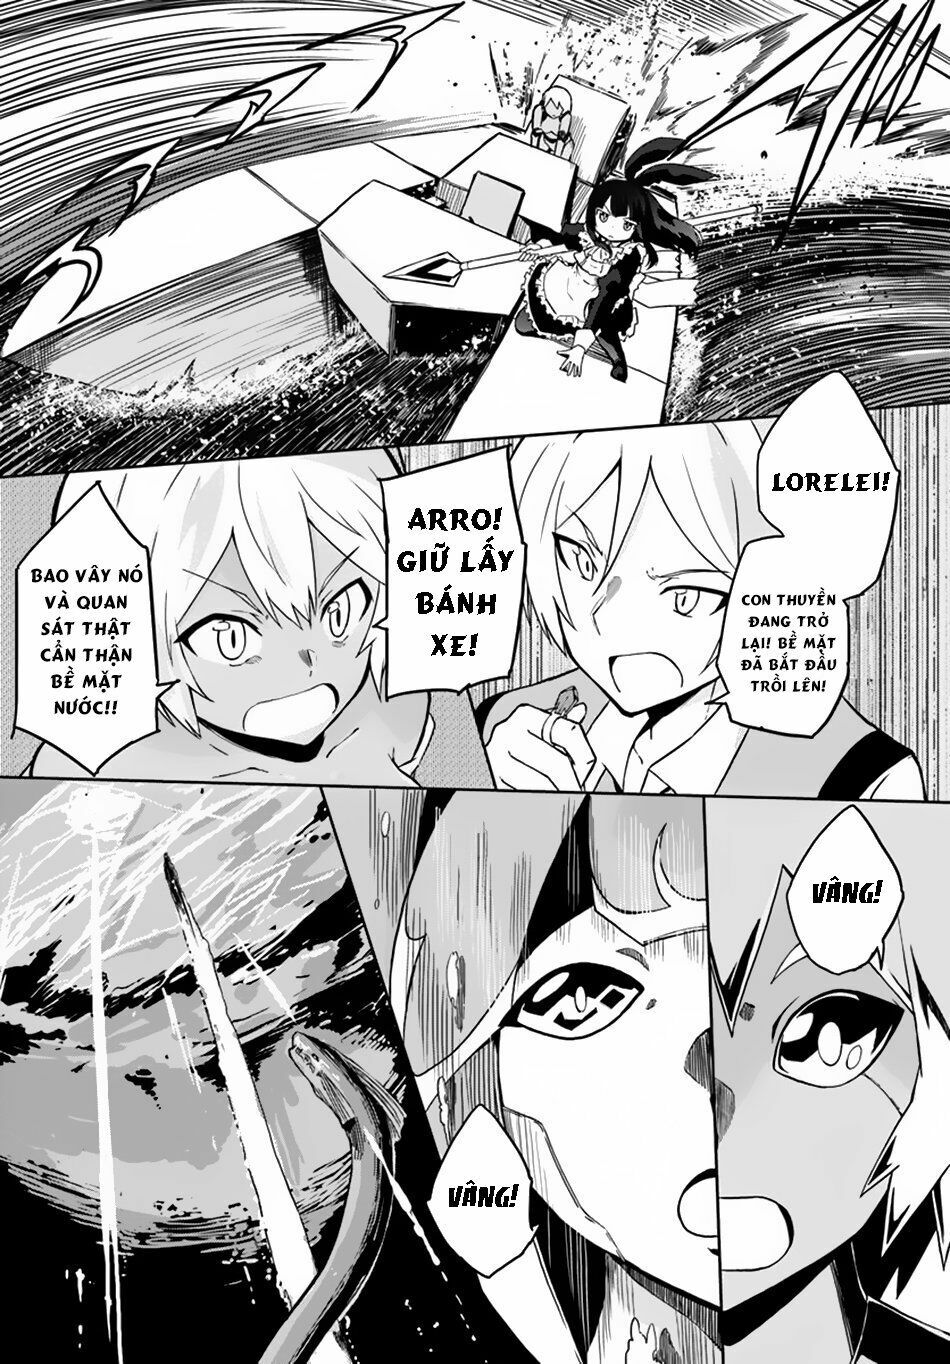 LORELEI!
CON THUYỀN
ĐANG TRỞ
LẠI! BỀ MẶT
ĐÃ BẮT ĐẦU
TRỒI LÊN!
ARRO!
GIỮ LẤY
BÁNH
XE!
BAO VÂY NÓ
VÀ QUAN
SÁT THẬT
CẨN THẬN
BỀ MẶT
NƯỚC!!
VÂNG!
VÂNG!